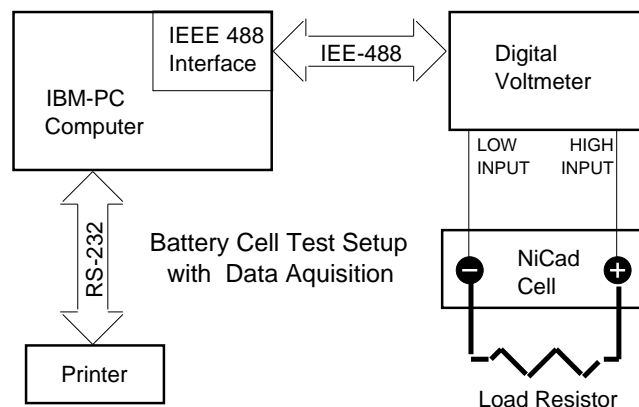 IEEE 488
Interface
IBM-PC
Computer
IEE-488
Digital
Voltmeter
LOW
INPUT
HIGH
INPUT
RS-232
Battery Cell Test Setup
with Data Aquisition
− NiCad +
Cell
Printer
Load Resistor